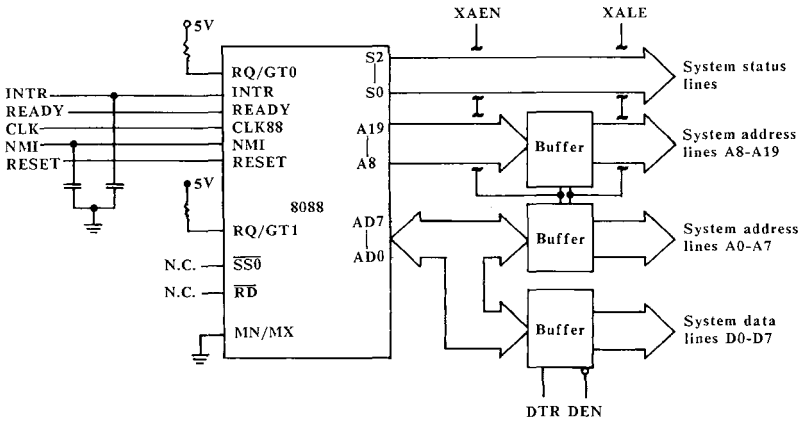 XAEN
XALE
5V
S2
S0
System status
lines
RQ/GT0
INTR
INTR
READY
READY
CLK
CLK88
NMI
NMI
RESET
RESET
A19
A8
Buffer
System address
lines A8-A19
5V
8088
RQ/GT1
AD7
AD0
Buffer
System address
lines A0-A7
N.C.
SS0
N.C.
RD
MN/MX
Buffer
System data
lines D0-D7
DTR DEN